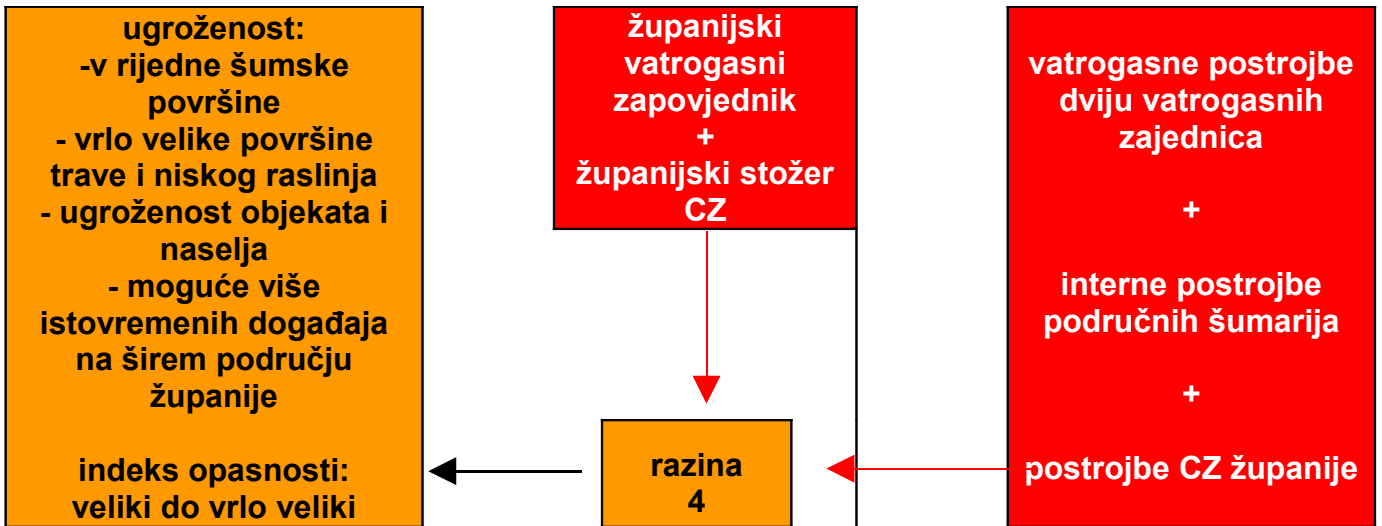 ugroženost:
-v rijedne šumske
površine
- vrlo velike površine
trave i niskog raslinja
- ugroženost objekata i
naselja
- moguće više
istovremenih događaja
na širem području
županije
indeks opasnosti:
veliki do vrlo veliki
županijski
vatrogasni
zapovjednik
+
županijski stožer
CZ
razina
4
vatrogasne postrojbe
dviju vatrogasnih
zajednica
+
interne postrojbe
područnih šumarija
+
postrojbe CZ županije